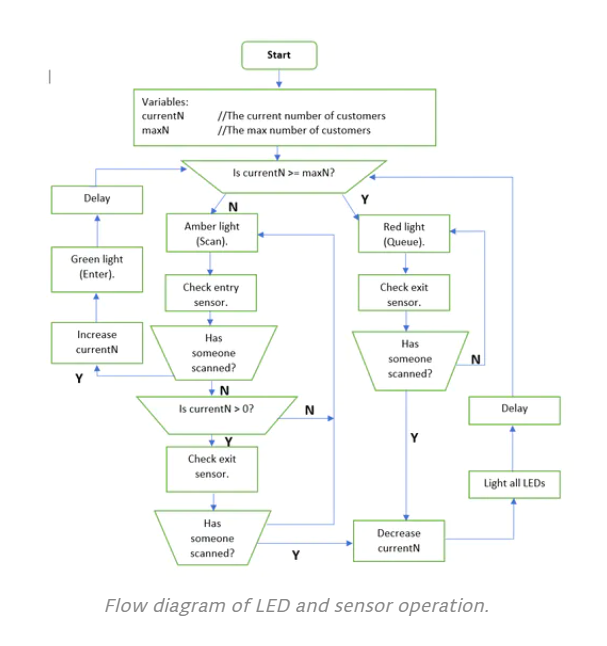 Start
Variables:
currentN //The current number of customers
maxN //The max number of customers
Is currentN >= maxN?
N
Y
Delay
Amber light
(Scan).
Red light
(Queue).
Green light
(Enter).
Check entry
sensor.
Check exit
sensor.
Increase
currentN
Has
someone
scanned?
Has
someone
scanned?
Y
N
N
Is currentN > 0?
N
Y
Y
Delay
Check exit
sensor.
Light all LEDs
Has
someone
scanned?
Y
Decrease
currentN
Flow diagram of LED and sensor operation.